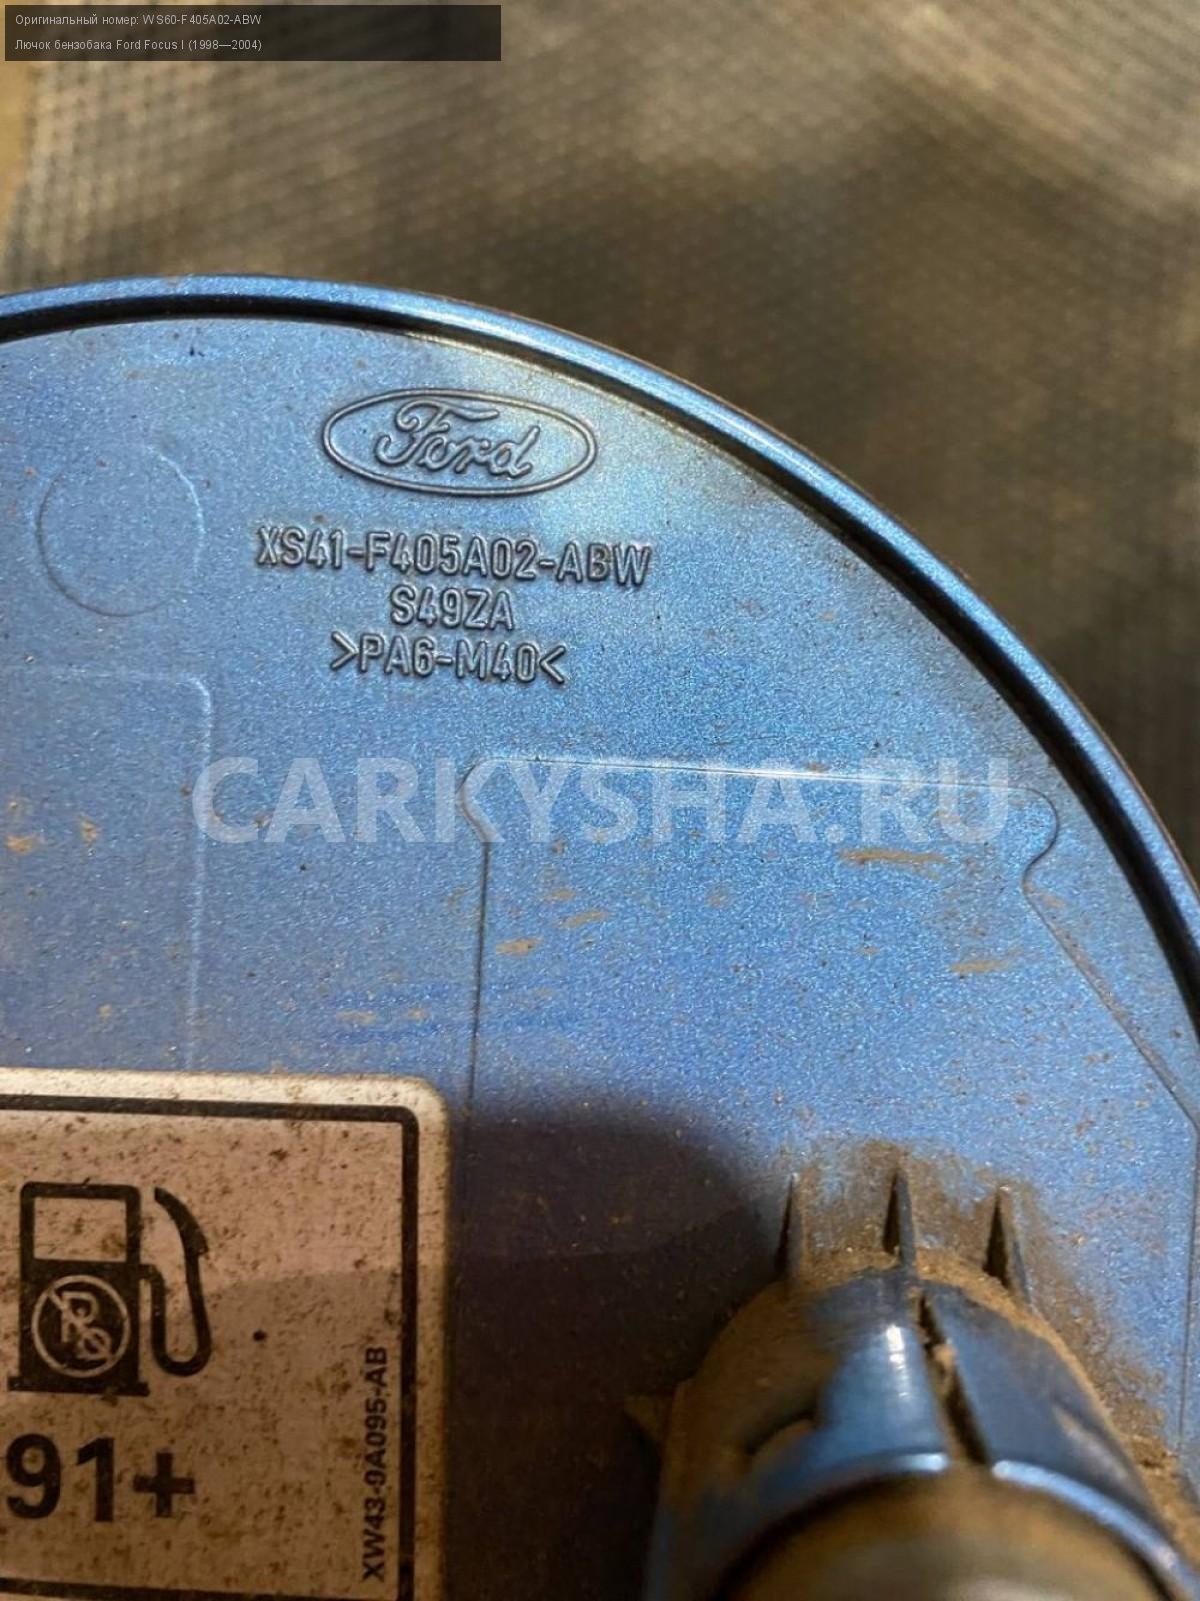 Оригинальный номер: WS60-F405A02-ABW
Лючок бензобака Ford Focus I (1998—2004)
Ford
XS41-F405A02-ABW
S49ZA
>PA6-M40<
CARKYSHA.RU
91+
XW43-9A095-AB